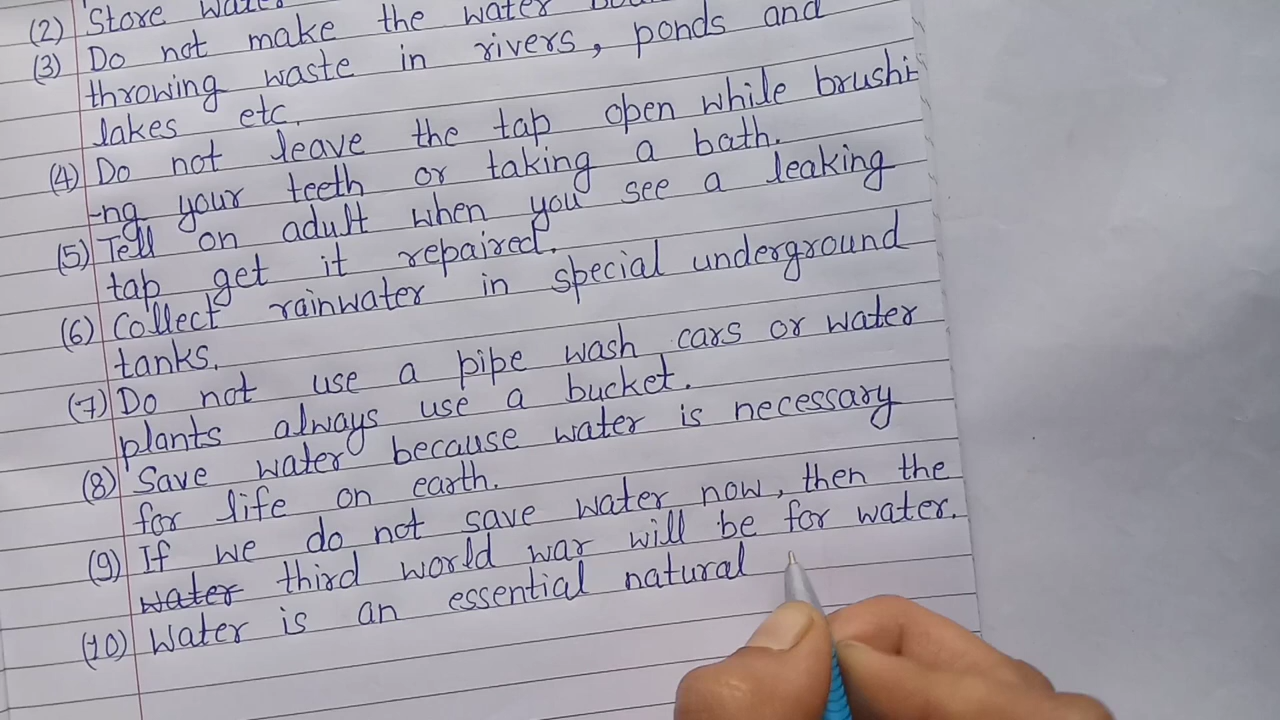 (2) Store
(3) Do not make the water
throwing waste in rivers, ponds and
lakes etc.
(4) Do not leave the tap open while brushi
-ng your teeth or taking a bath.
(5) Tell on adult when you see a leaking
tap get it repaired.
(6) Collect rainwater in special underground
tanks.
(7) Do not use a pipe wash cars or water
plants always use a bucket.
(8) Save water because water is necessary
for life on earth.
(9) If we do not save water now, then the
water third world war will be for water.
(10) Water is an essential natural